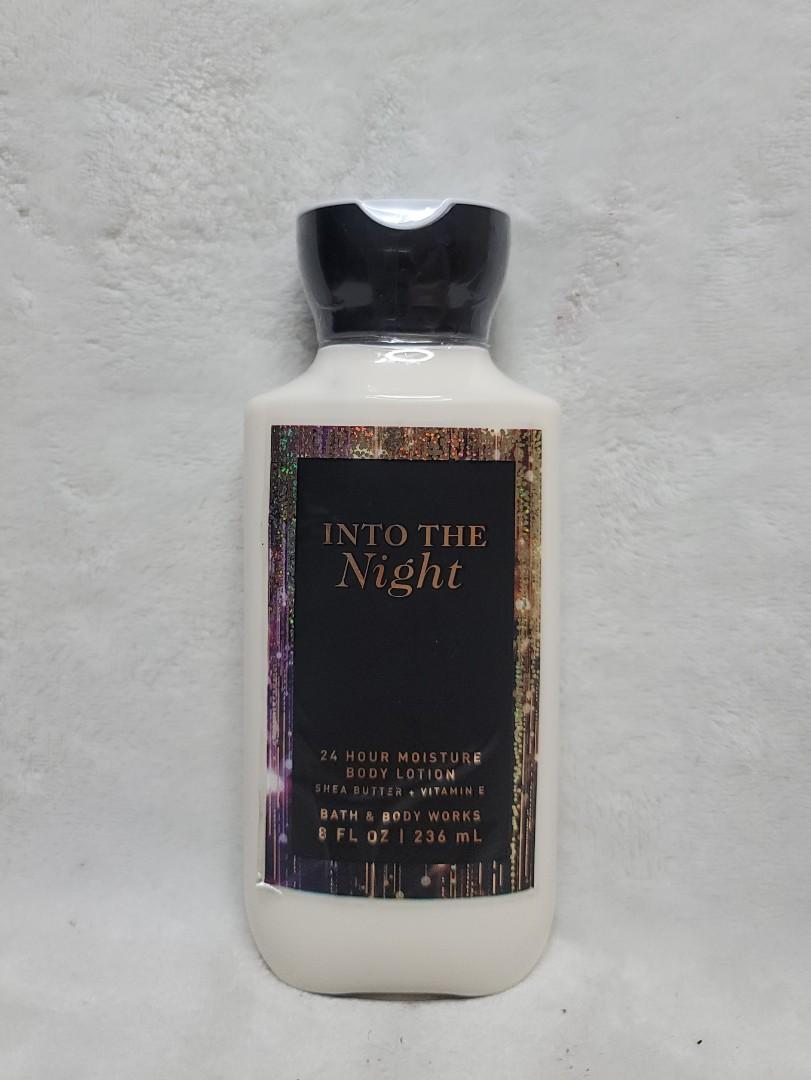 INTO THE
Night
24 HOUR MOISTURE
BODY LOTION
SHEA BUTTER + VITAMIN E
BATH & BODY WORKS
8 FL OZ | 236 mL